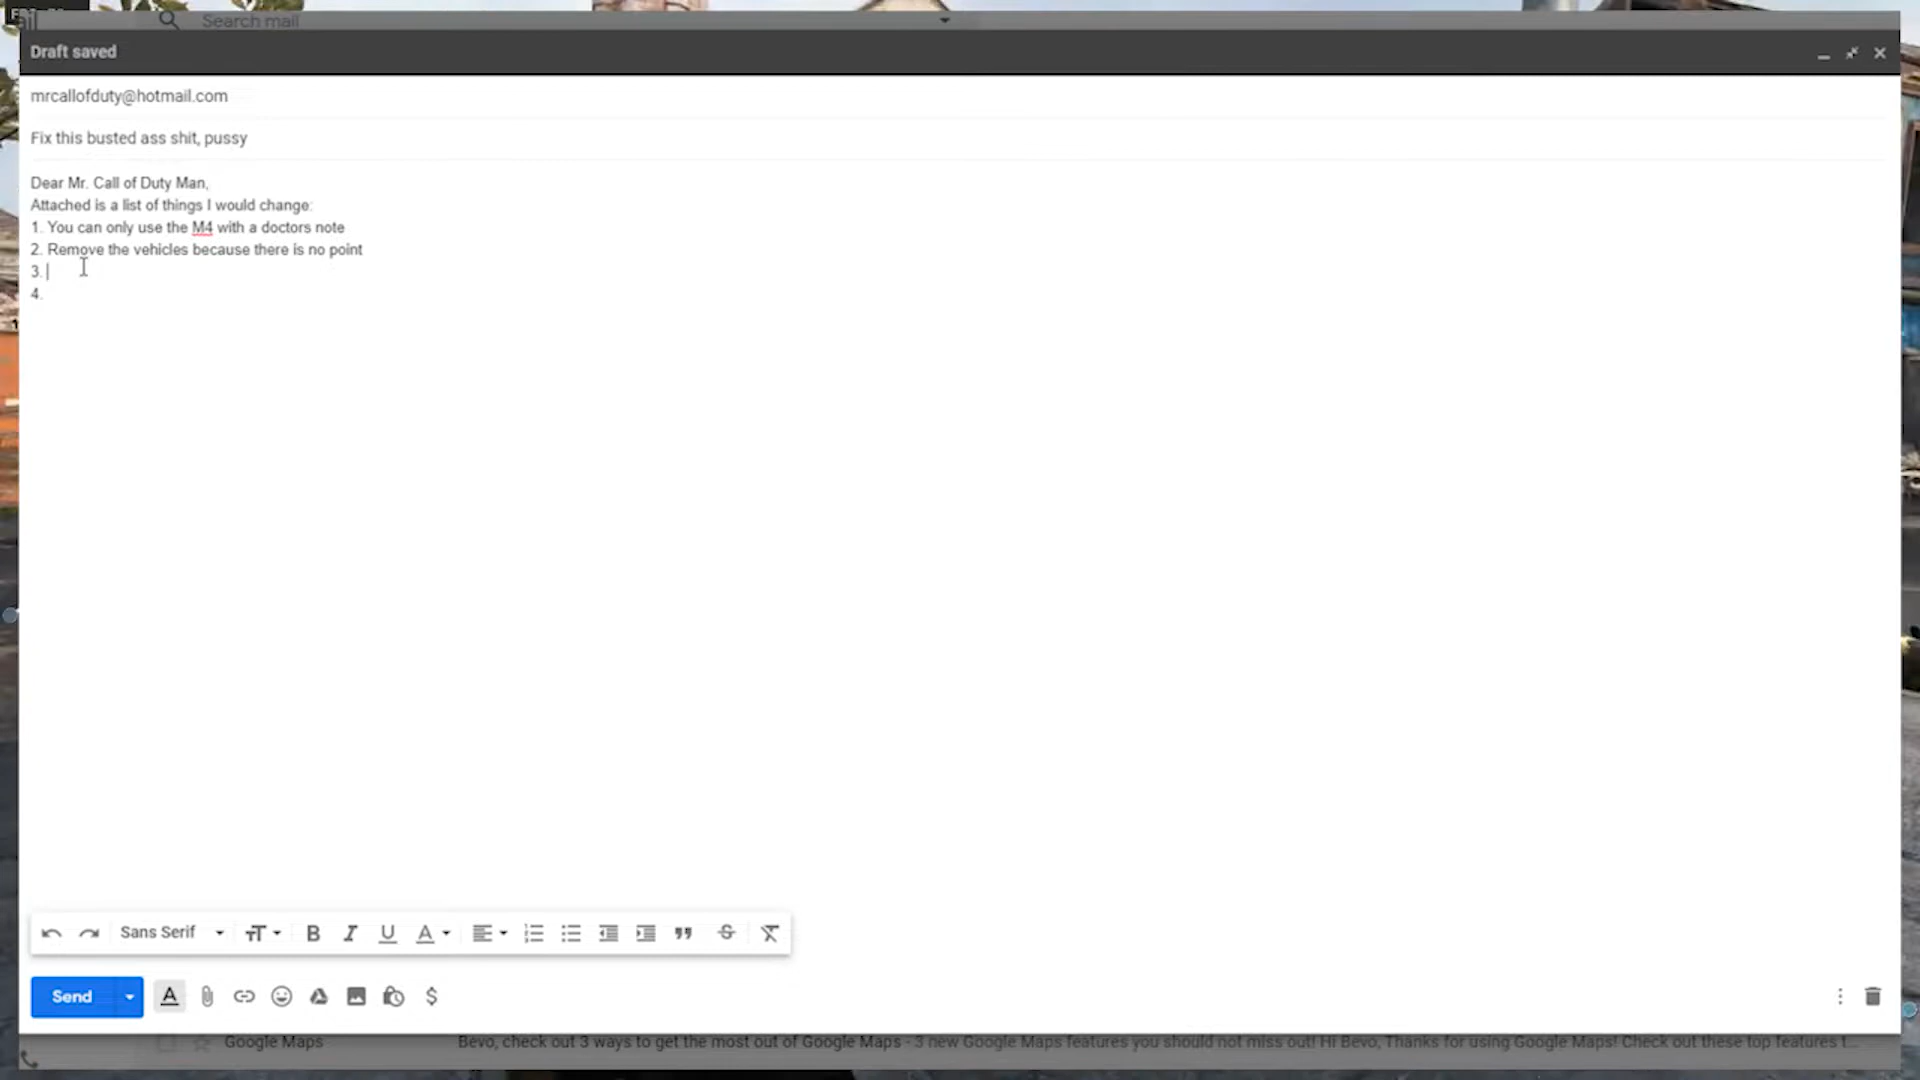 Search mail
Draft saved
mrcallofduty@hotmail.com
Fix this busted ass shit, pussy
Dear Mr. Call of Duty Man,
Attached is a list of things I would change:
1. You can only use the M4 with a doctors note
2. Remove the vehicles because there is no point
3.
4.
Sans Serif
Send
Google Maps
Bevo, check out 3 ways to get the most out of Google Maps - 3 new Google Maps features you should not miss out! Hi Bevo, Thanks for using Google Maps! Check out these top features t...